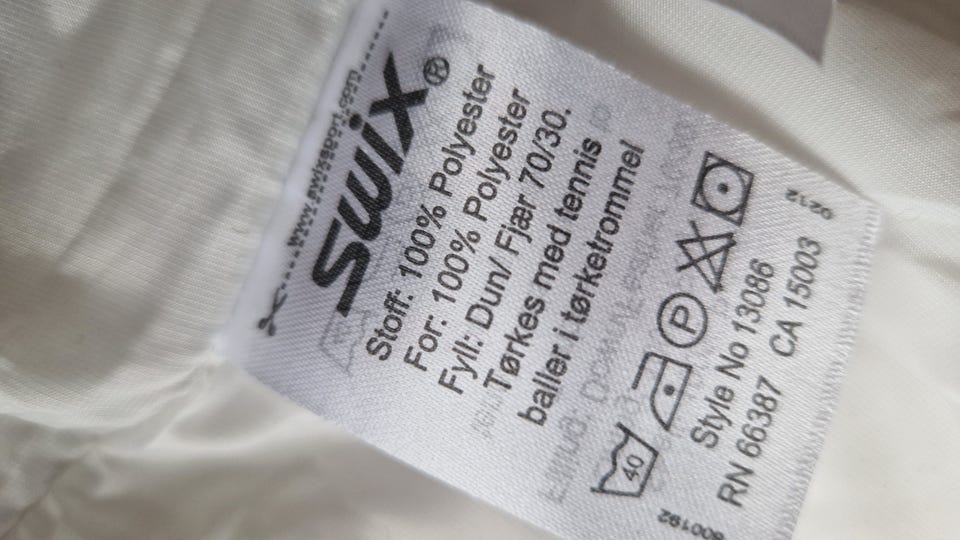 www.swixsport.com
Swix®
Stoff: 100% Polyester
For: 100% Polyester
Fyll: Dun/ Fjær 70/30.
Tørkes med tennis
baller i tørketrommel
40 P
Style No 13086
RN 66387 CA 15003
800192 0212